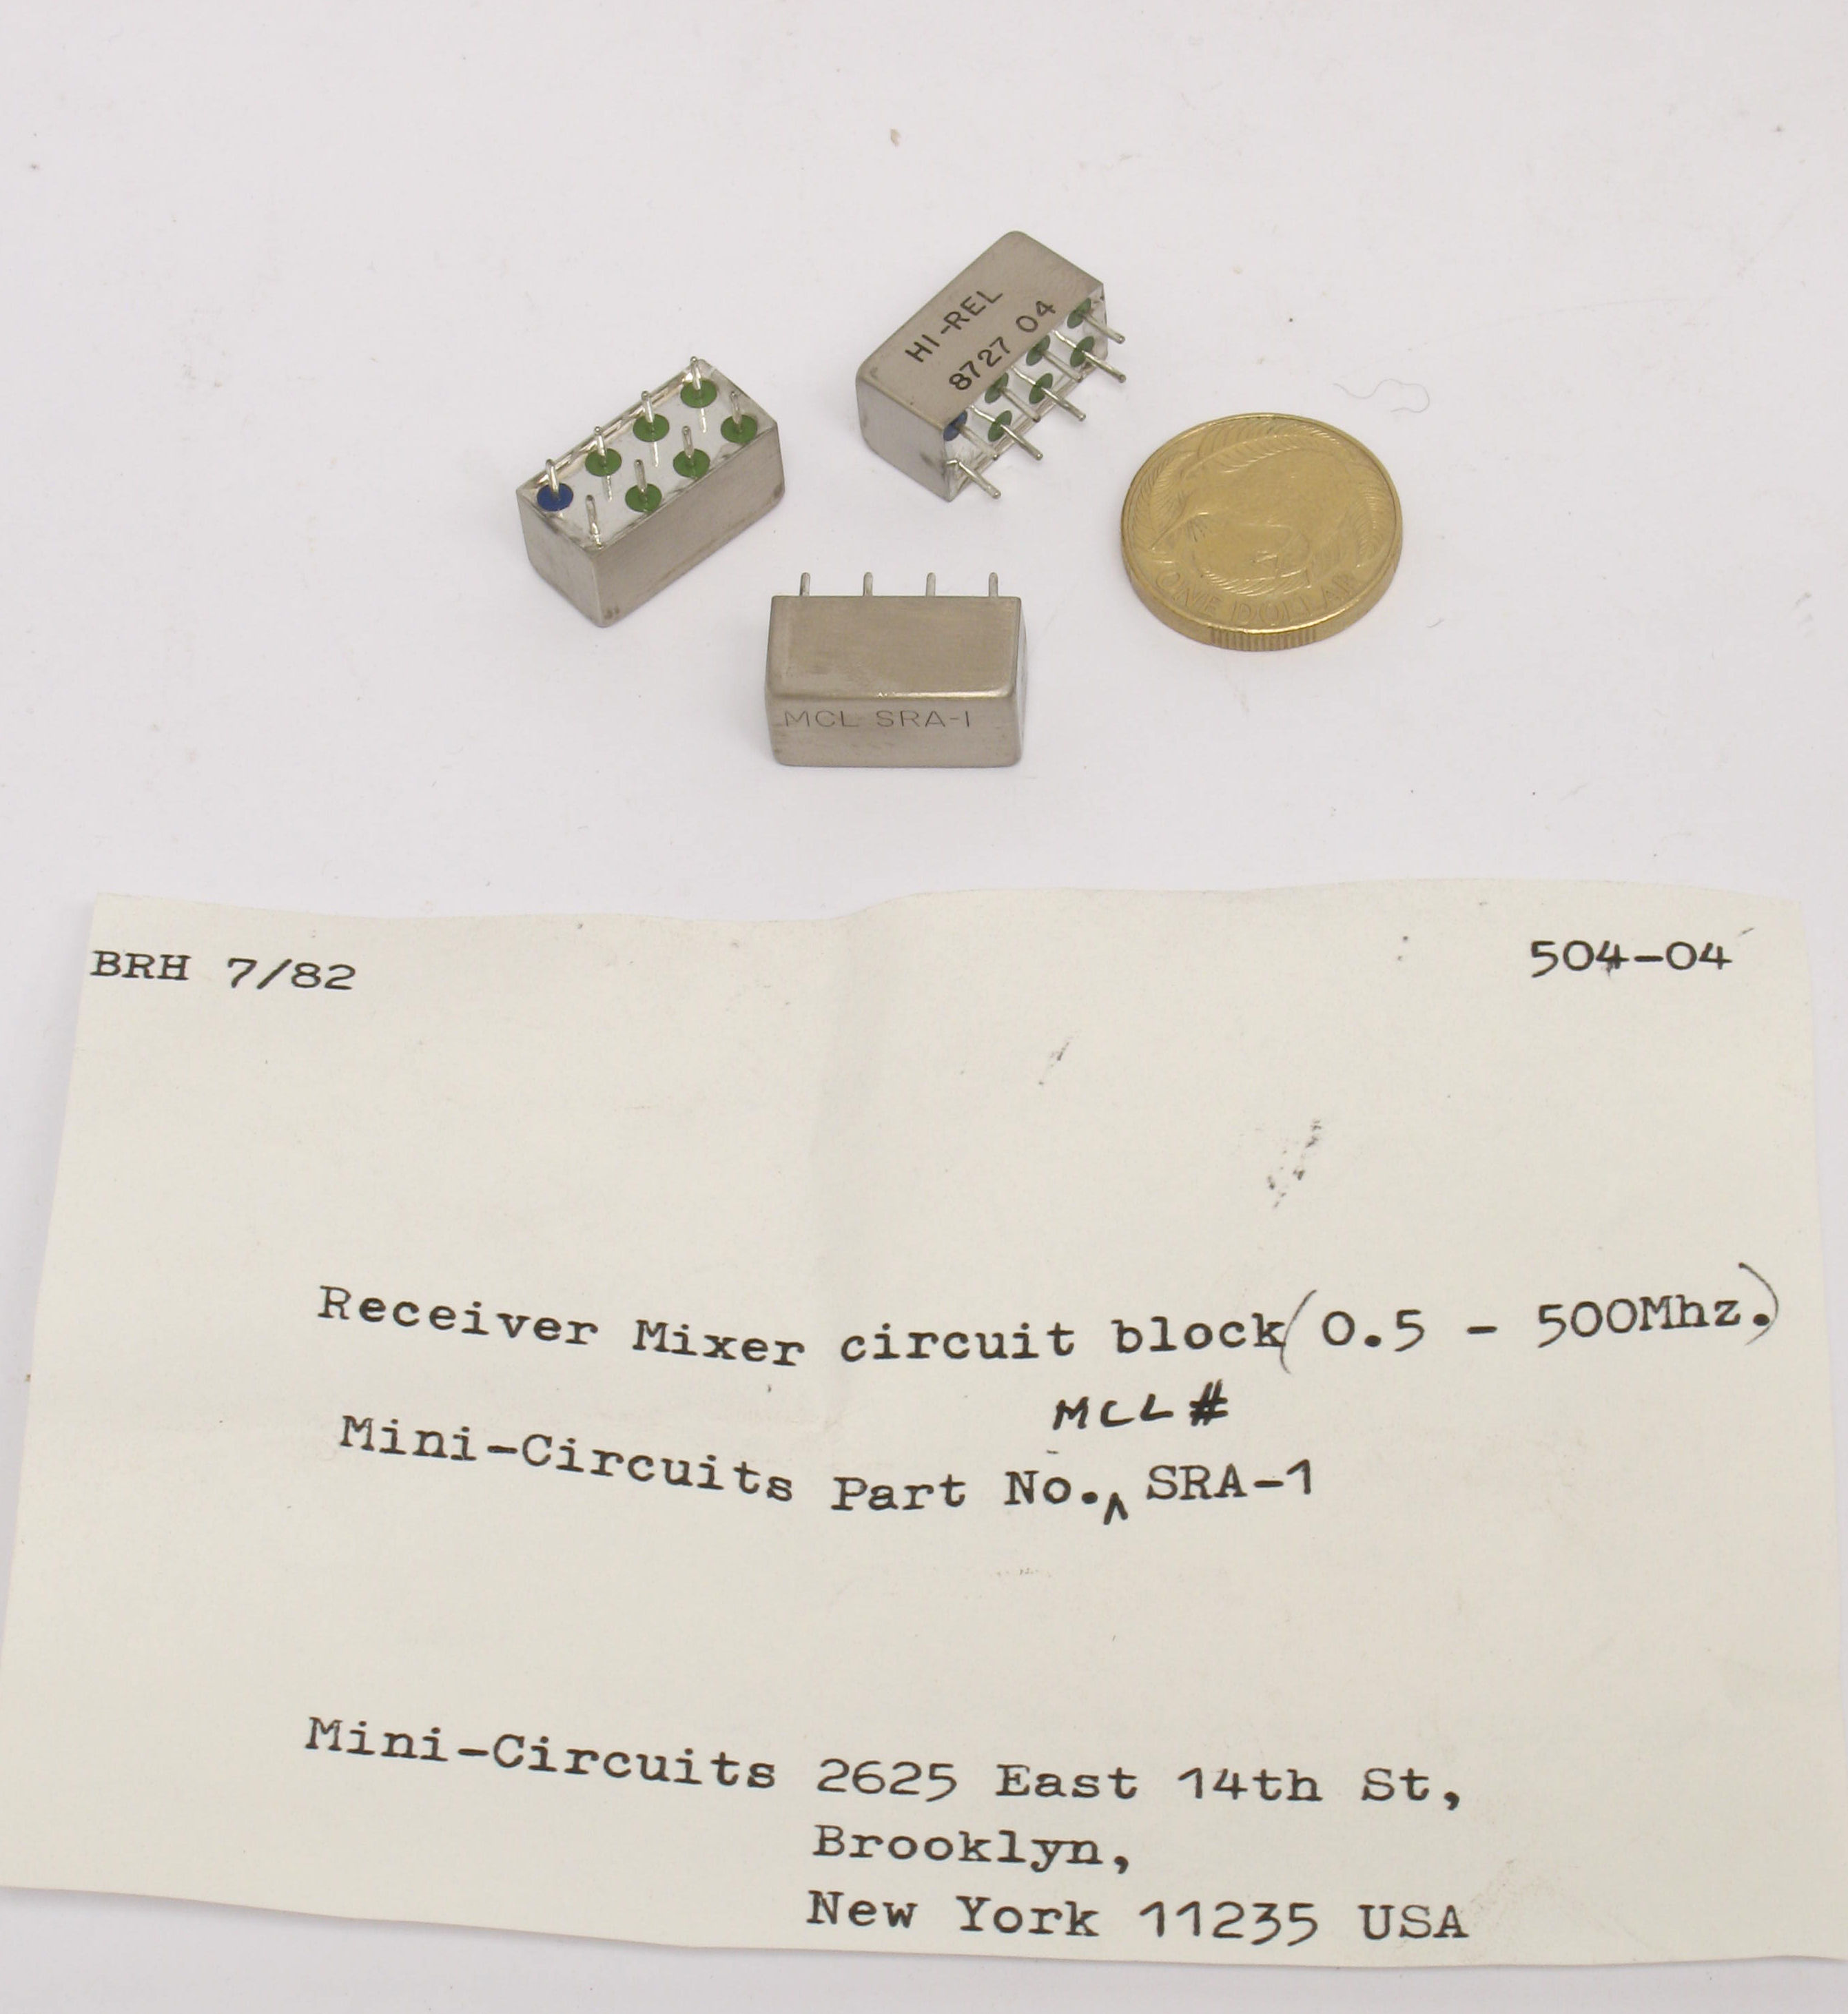 HI-REL
8727 04
MCL SRA-1
ONE DOLLAR
BRH 7/82
504-04
Receiver Mixer circuit block(0.5 - 500Mhz.)
MCL #
Mini-Circuits Part No.^ SRA-1
Mini-Circuits 2625 East 14th St,
Brooklyn,
New York 11235 USA